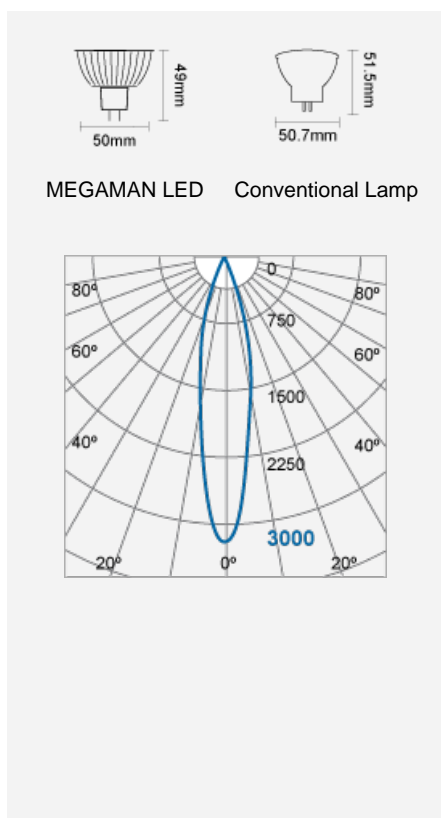 49mm
51.5mm
50mm
50.7mm
MEGAMAN LED Conventional Lamp
0
80º 80º
750
60º 60º
1500
40º 40º
2250
3000
20º 0º 20º